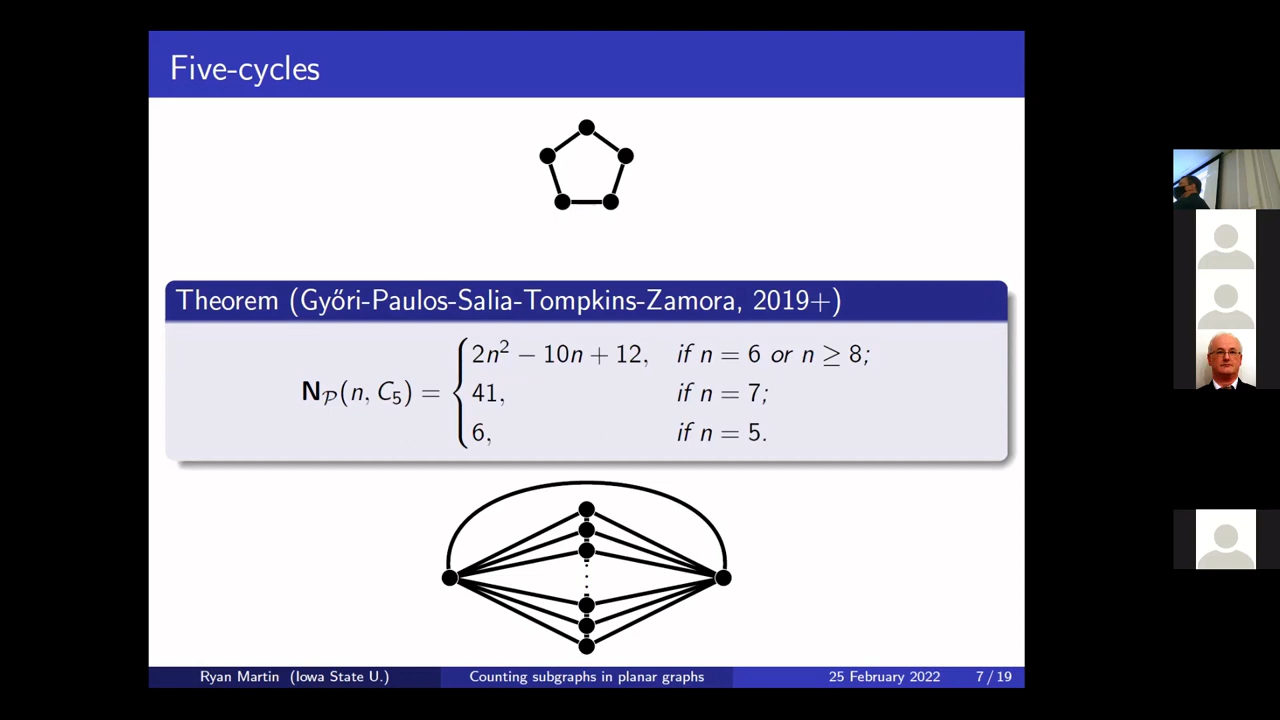 Five-cycles
Theorem (Győri-Paulos-Salia-Tompkins-Zamora, 2019+)
N_𝒫(n, C₅) = { 2n² − 10n + 12, if n = 6 or n ≥ 8;
41, if n = 7;
6, if n = 5.
Ryan Martin (Iowa State U.) Counting subgraphs in planar graphs 25 February 2022 7 / 19